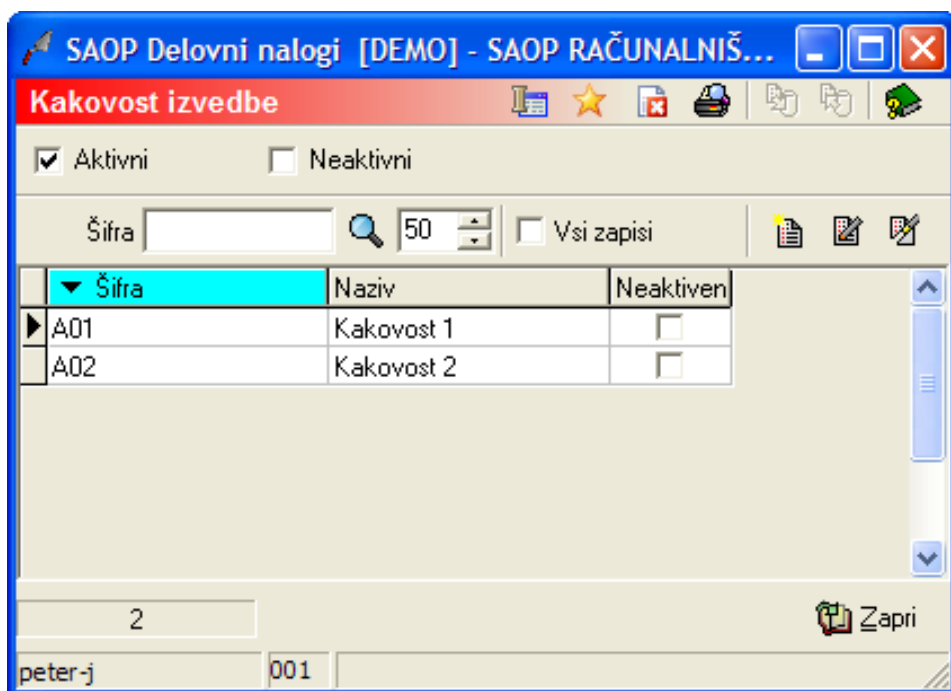 SAOP Delovni nalogi [DEMO] - SAOP RAČUNALNIŠ...
Kakovost izvedbe
Aktivni Neaktivni
Šifra 50 Vsi zapisi
Šifra Naziv Neaktiven
A01 Kakovost 1
A02 Kakovost 2
2 Zapri
peter-j 001